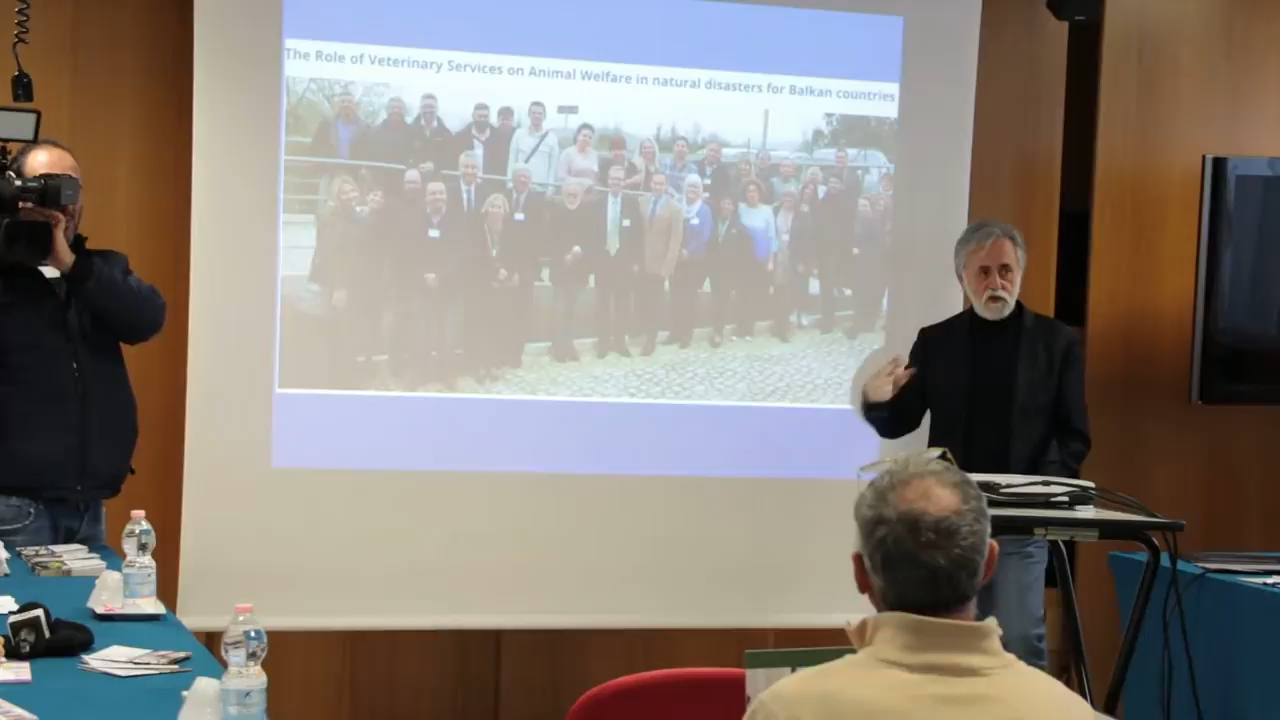 The Role of Veterinary Services on Animal Welfare in natural disasters for Balkan countries